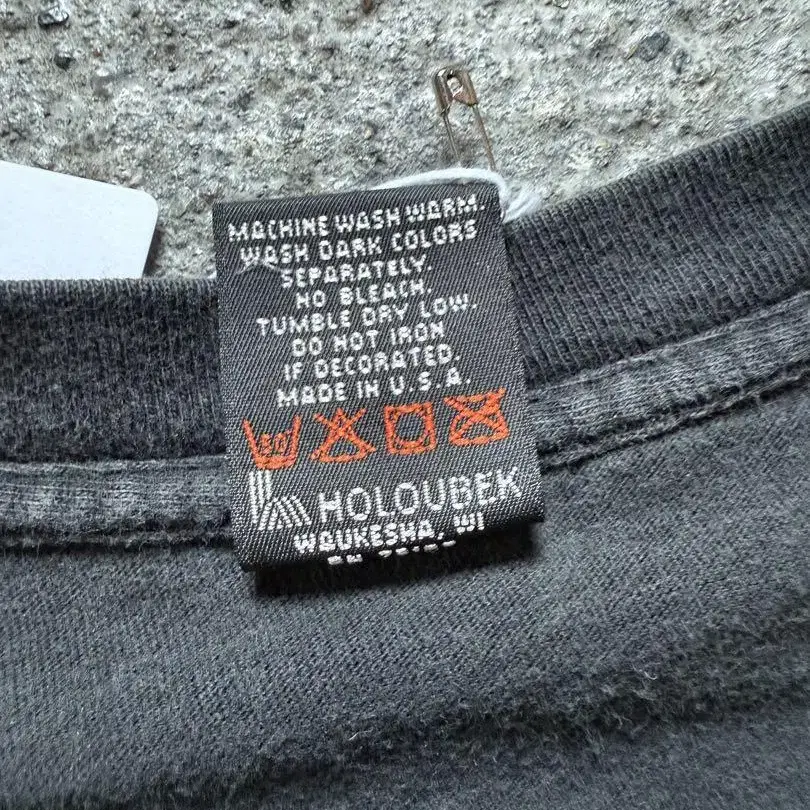 MACHINE WASH WARM.
WASH DARK COLORS
SEPARATELY.
NO BLEACH.
TUMBLE DRY LOW.
DO NOT IRON
IF DECORATED.
MADE IN U.S.A.
HOLOUBEK
WAUKESHA, WI